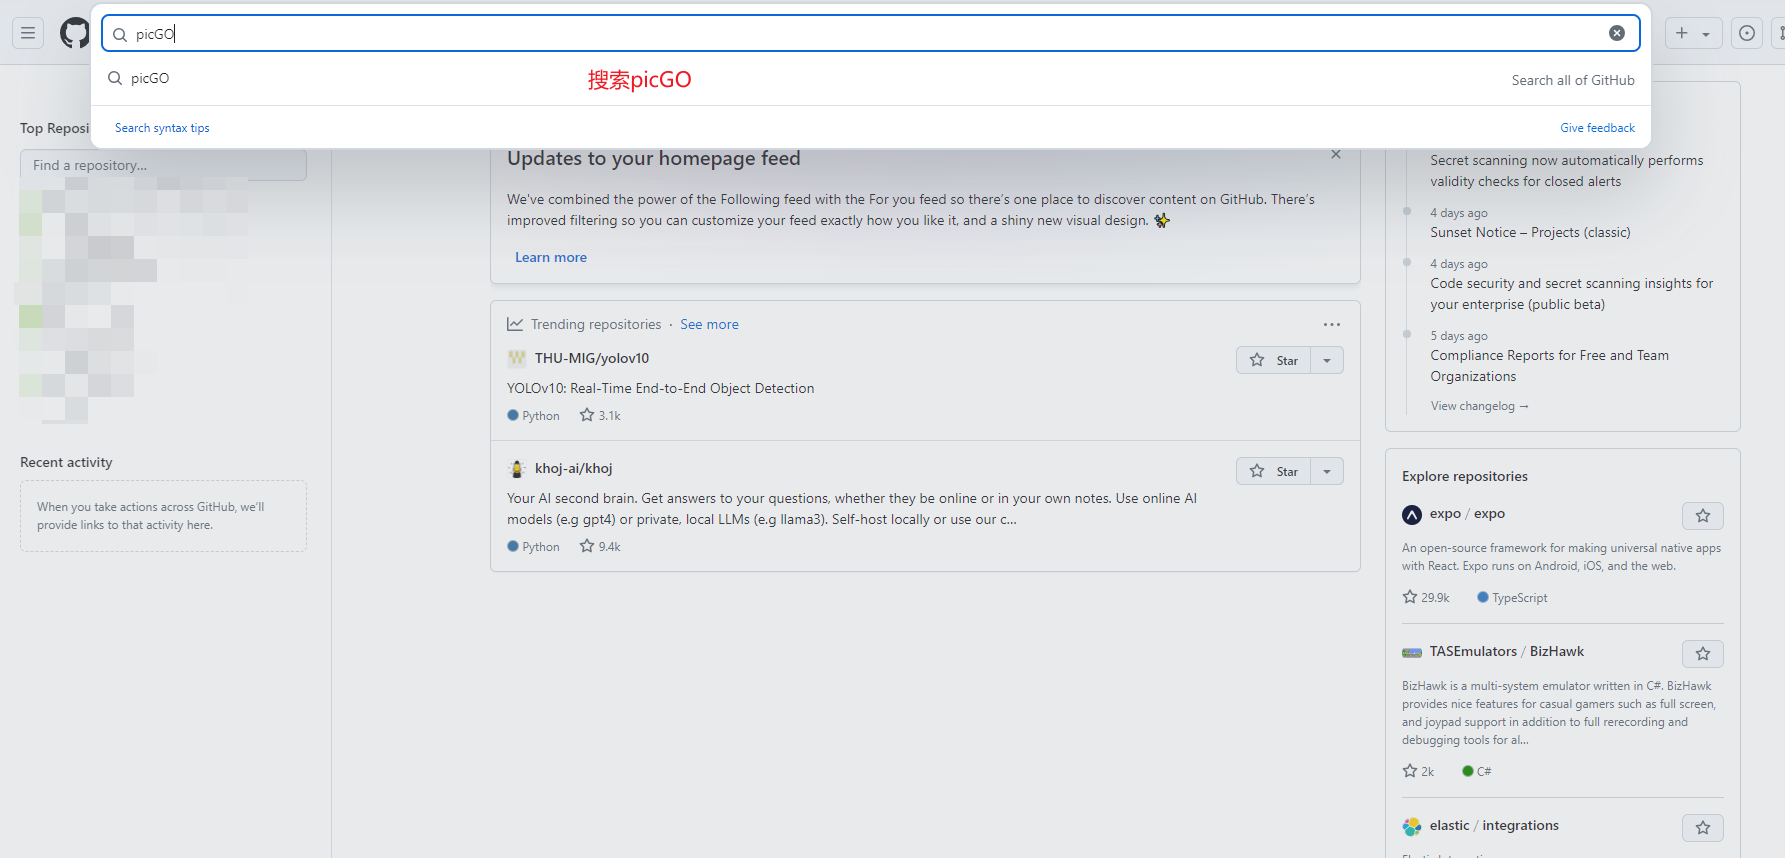 picGO
picGO
搜索picGO
Search all of GitHub
Search syntax tips
Give feedback
Top Reposi
Find a repository...
Recent activity
When you take actions across GitHub, we'll
provide links to that activity here.
Updates to your homepage feed
We've combined the power of the Following feed with the For you feed so there's one place to discover content on GitHub. There's
improved filtering so you can customize your feed exactly how you like it, and a shiny new visual design. ✨
Learn more
Trending repositories · See more
THU-MIG/yolov10
Star
YOLOv10: Real-Time End-to-End Object Detection
Python 3.1k
khoj-ai/khoj
Star
Your AI second brain. Get answers to your questions, whether they be online or in your own notes. Use online AI
models (e.g gpt4) or private, local LLMs (e.g llama3). Self-host locally or use our c...
Python 9.4k
Secret scanning now automatically performs
validity checks for closed alerts
4 days ago
Sunset Notice – Projects (classic)
4 days ago
Code security and secret scanning insights for
your enterprise (public beta)
5 days ago
Compliance Reports for Free and Team
Organizations
View changelog →
Explore repositories
expo / expo
An open-source framework for making universal native apps
with React. Expo runs on Android, iOS, and the web.
29.9k TypeScript
TASEmulators / BizHawk
BizHawk is a multi-system emulator written in C#. BizHawk
provides nice features for casual gamers such as full screen,
and joypad support in addition to full rerecording and
debugging tools for al...
2k C#
elastic / integrations